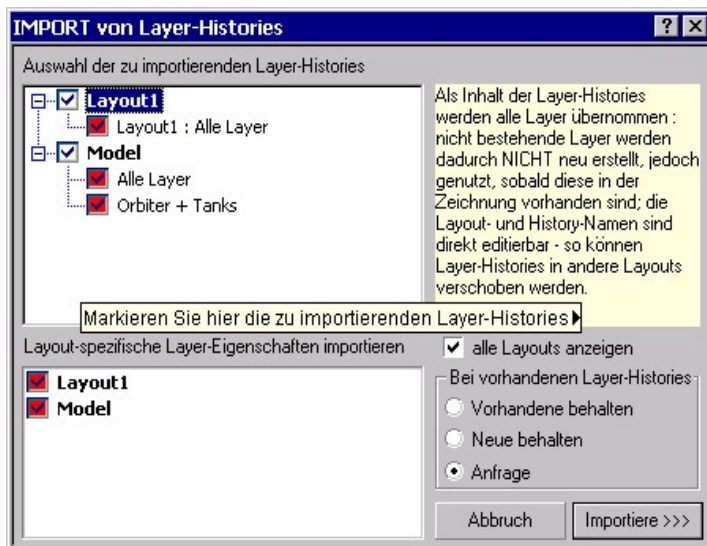 IMPORT von Layer-Histories
Auswahl der zu importierenden Layer-Histories
Layout1
Layout1 : Alle Layer
Model
Alle Layer
Orbiter + Tanks
Als Inhalt der Layer-Histories
werden alle Layer übernommen :
nicht bestehende Layer werden
dadurch NICHT neu erstellt, jedoch
genutzt, sobald diese in der
Zeichnung vorhanden sind; die
Layout- und History-Namen sind
direkt editierbar - so können
Layer-Histories in andere Layouts
verschoben werden.
Markieren Sie hier die zu importierenden Layer-Histories
Layout-spezifische Layer-Eigenschaften importieren
Layout1
Model
alle Layouts anzeigen
Bei vorhandenen Layer-Histories
Vorhandene behalten
Neue behalten
Anfrage
Abbruch
Importiere >>>